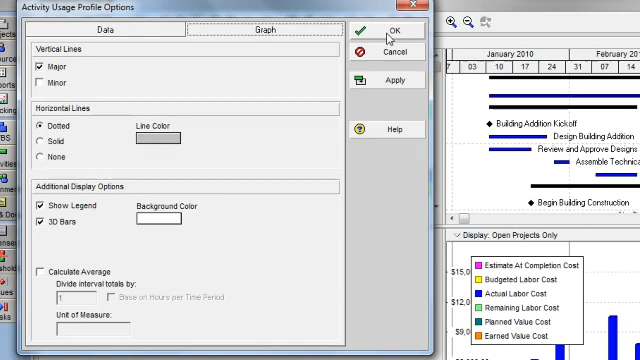 Activity Usage Profile Options
Data
Graph
Vertical Lines
Major
Minor
Horizontal Lines
Dotted
Line Color
Solid
None
Additional Display Options
Show Legend
Background Color
3D Bars
Calculate Average
Divide interval totals by:
1
Base on Hours per Time Period
Unit of Measure:
OK
Cancel
Apply
Help
January 2010
February 201
27
03
10
17
24
31
07
14
Building Addition Kickoff
Design Building Addition
Review and Approve Designs
Assemble Technica
Begin Building Construction
Display: Open Projects Only
Estimate At Completion Cost
Budgeted Labor Cost
Actual Labor Cost
Remaining Labor Cost
Planned Value Cost
Earned Value Cost
$15,
$12,
$9,0
$6,0